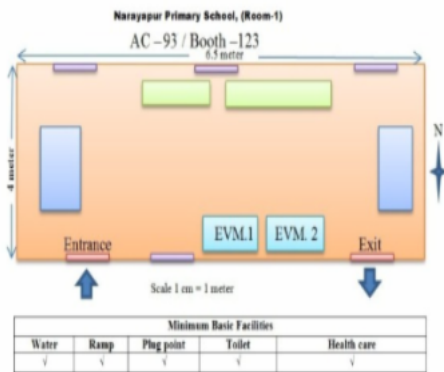 Narayapur Primary School, (Room-1)
AC –93 / Booth –123
6.5 meter
4 meter
N
EVM.1 EVM. 2
Entrance Exit
Scale 1 cm = 1 meter
Minimum Basic Facilities
Water Ramp Plug point Toilet Health care
√ √ √ √ √